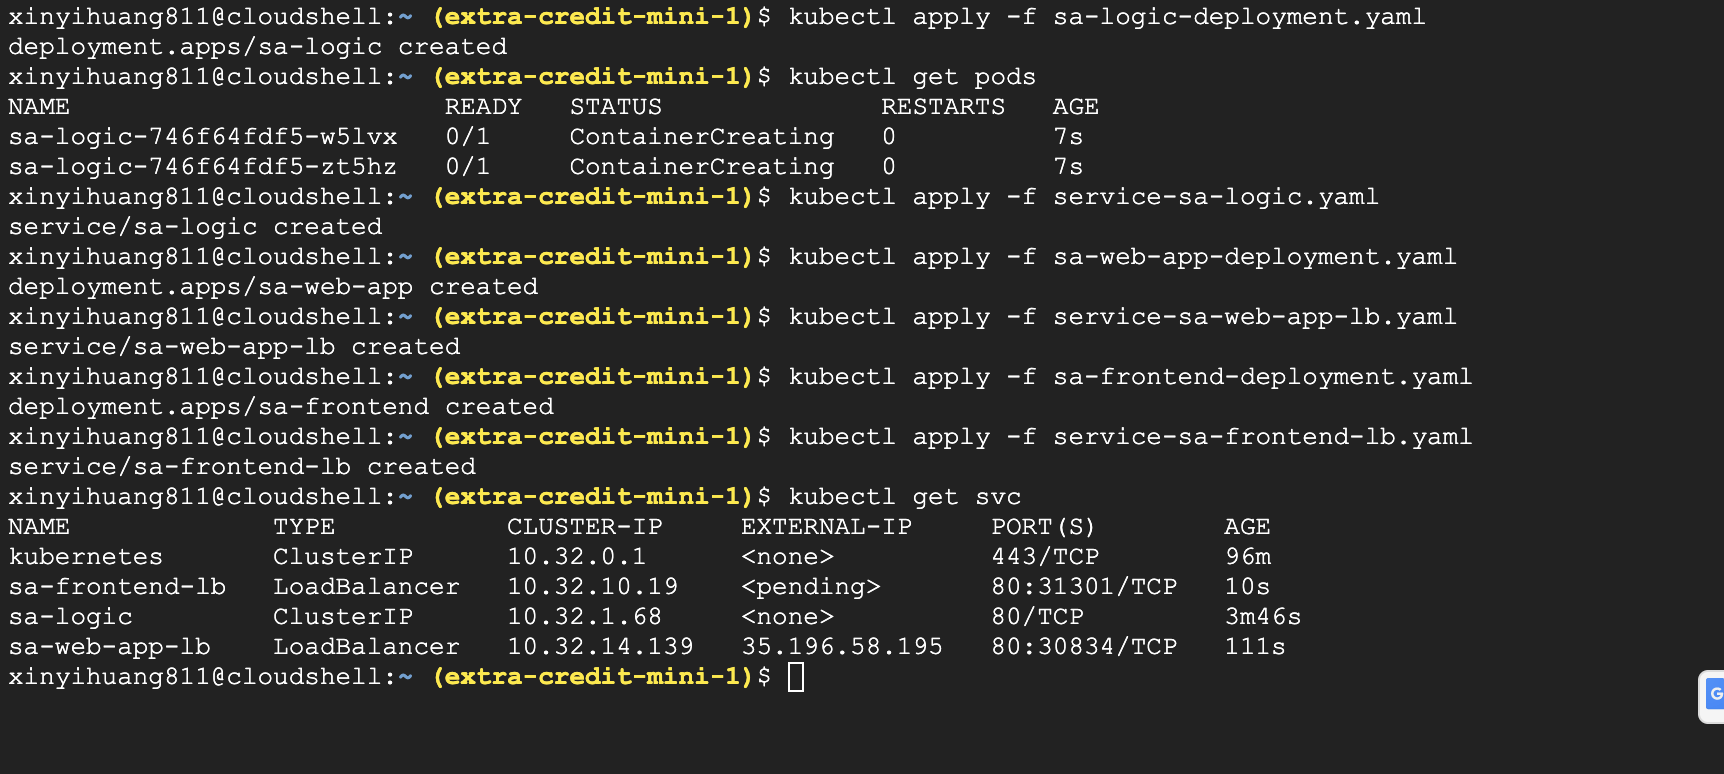 xinyihuang811@cloudshell:~ (extra-credit-mini-1)$ kubectl apply -f sa-logic-deployment.yaml
deployment.apps/sa-logic created
xinyihuang811@cloudshell:~ (extra-credit-mini-1)$ kubectl get pods
NAME                        READY   STATUS              RESTARTS   AGE
sa-logic-746f64fdf5-w5lvx   0/1     ContainerCreating   0          7s
sa-logic-746f64fdf5-zt5hz   0/1     ContainerCreating   0          7s
xinyihuang811@cloudshell:~ (extra-credit-mini-1)$ kubectl apply -f service-sa-logic.yaml
service/sa-logic created
xinyihuang811@cloudshell:~ (extra-credit-mini-1)$ kubectl apply -f sa-web-app-deployment.yaml
deployment.apps/sa-web-app created
xinyihuang811@cloudshell:~ (extra-credit-mini-1)$ kubectl apply -f service-sa-web-app-lb.yaml
service/sa-web-app-lb created
xinyihuang811@cloudshell:~ (extra-credit-mini-1)$ kubectl apply -f sa-frontend-deployment.yaml
deployment.apps/sa-frontend created
xinyihuang811@cloudshell:~ (extra-credit-mini-1)$ kubectl apply -f service-sa-frontend-lb.yaml
service/sa-frontend-lb created
xinyihuang811@cloudshell:~ (extra-credit-mini-1)$ kubectl get svc
NAME             TYPE           CLUSTER-IP     EXTERNAL-IP     PORT(S)        AGE
kubernetes       ClusterIP      10.32.0.1      <none>          443/TCP        96m
sa-frontend-lb   LoadBalancer   10.32.10.19    <pending>       80:31301/TCP   10s
sa-logic         ClusterIP      10.32.1.68     <none>          80/TCP         3m46s
sa-web-app-lb    LoadBalancer   10.32.14.139   35.196.58.195   80:30834/TCP   111s
xinyihuang811@cloudshell:~ (extra-credit-mini-1)$
G